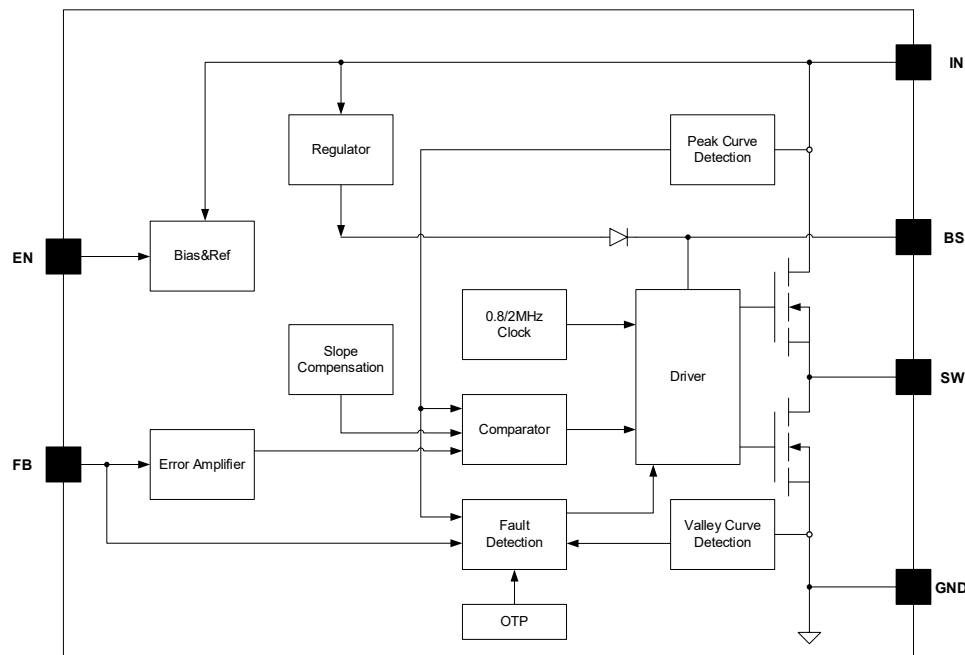 IN
Peak Curve
Detection
Regulator
BS
EN
Bias&Ref
0.8/2MHz
Clock
Slope
Compensation
Driver
SW
Comparator
FB
Error Amplifier
Fault
Detection
Valley Curve
Detection
GND
OTP